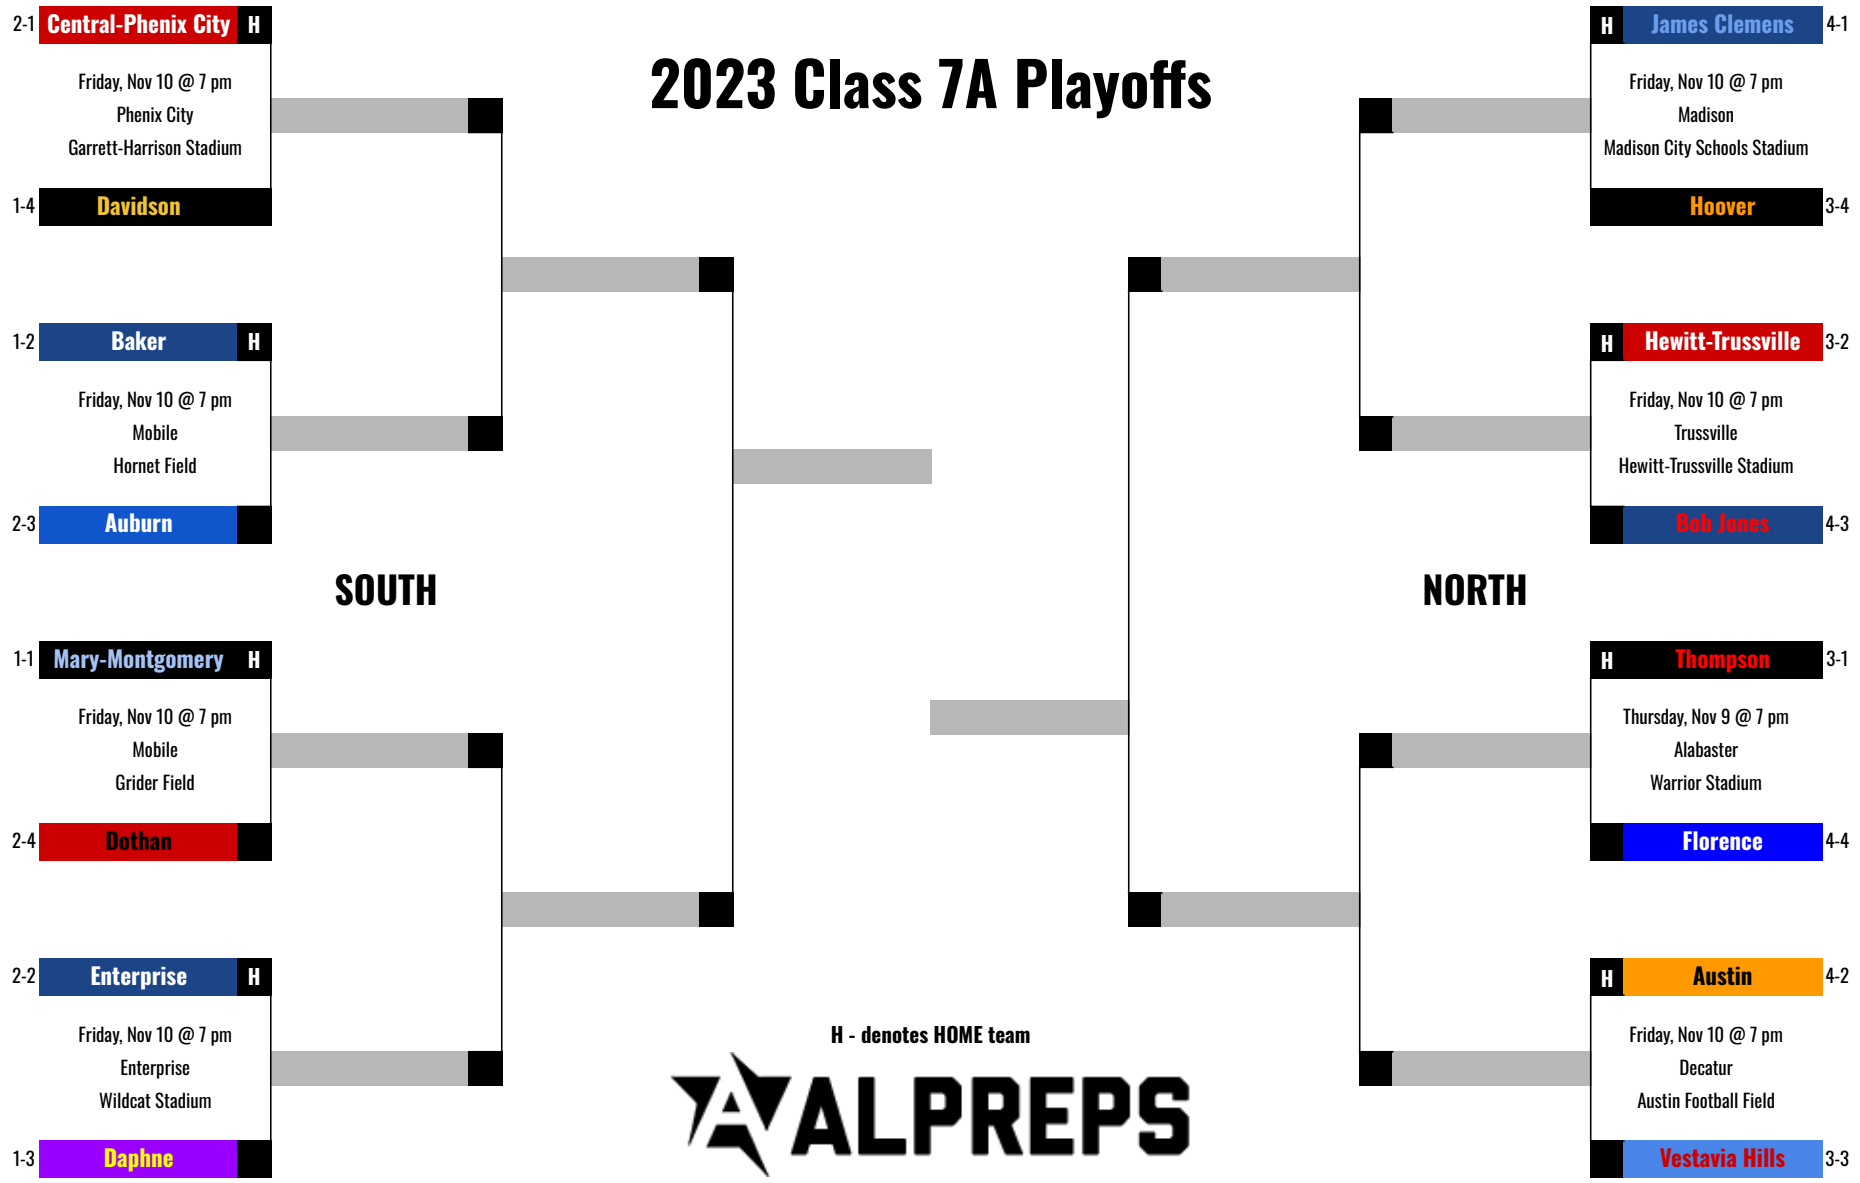 2023 Class 7A Playoffs
2-1 Central-Phenix City H
Friday, Nov 10 @ 7 pm
Phenix City
Garrett-Harrison Stadium
1-4 Davidson
1-2 Baker H
Friday, Nov 10 @ 7 pm
Mobile
Hornet Field
2-3 Auburn
SOUTH
1-1 Mary-Montgomery H
Friday, Nov 10 @ 7 pm
Mobile
Grider Field
2-4 Dothan
2-2 Enterprise H
Friday, Nov 10 @ 7 pm
Enterprise
Wildcat Stadium
1-3 Daphne
H James Clemens 4-1
Friday, Nov 10 @ 7 pm
Madison
Madison City Schools Stadium
Hoover 3-4
H Hewitt-Trussville 3-2
Friday, Nov 10 @ 7 pm
Trussville
Hewitt-Trussville Stadium
Bob Jones 4-3
NORTH
H Thompson 3-1
Thursday, Nov 9 @ 7 pm
Alabaster
Warrior Stadium
Florence 4-4
H Austin 4-2
Friday, Nov 10 @ 7 pm
Decatur
Austin Football Field
Vestavia Hills 3-3
H - denotes HOME team
A ALPREPS